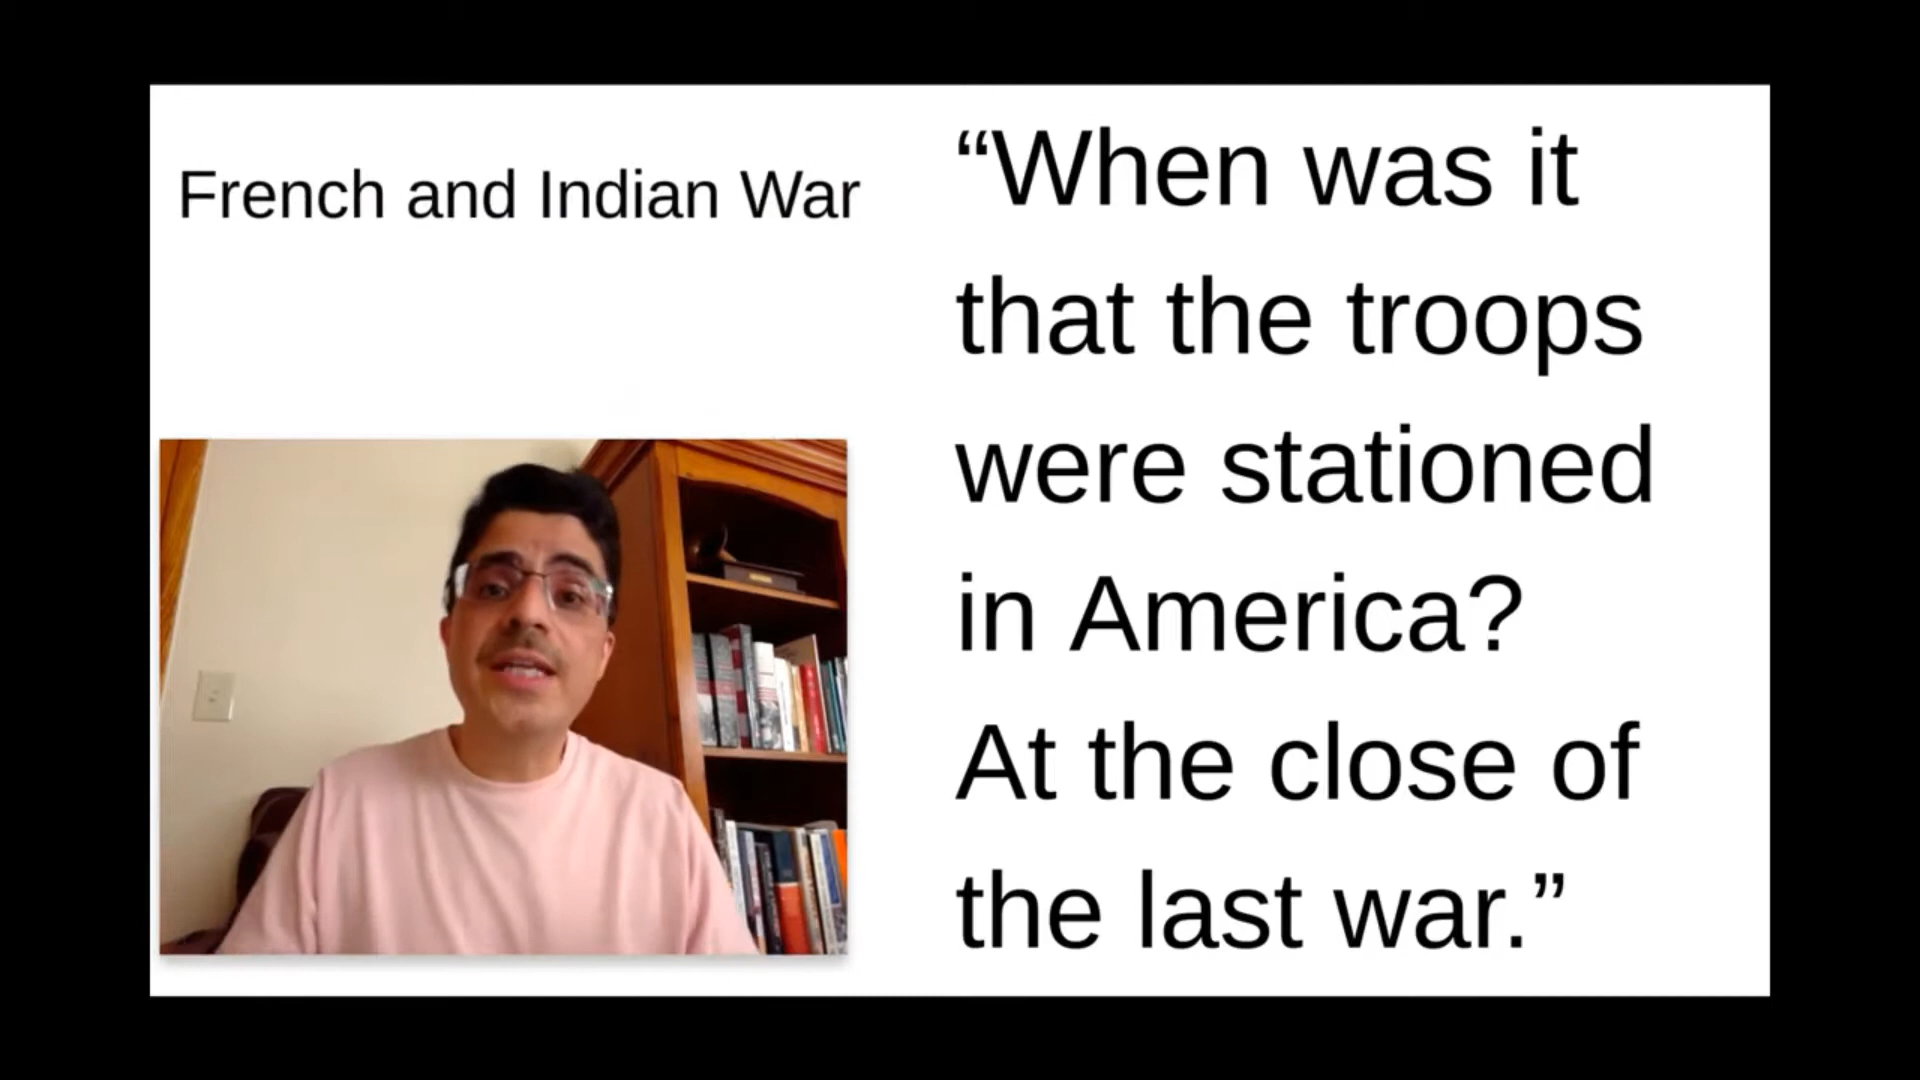 French and Indian War
“When was it
that the troops
were stationed
in America?
At the close of
the last war.”